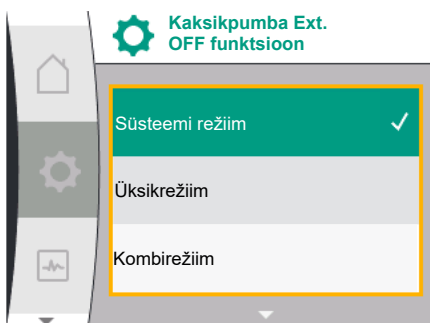 Kaksikpumba Ext.
OFF funktsioon
Süsteemi režiim
Üksikrežiim
Kombirežiim